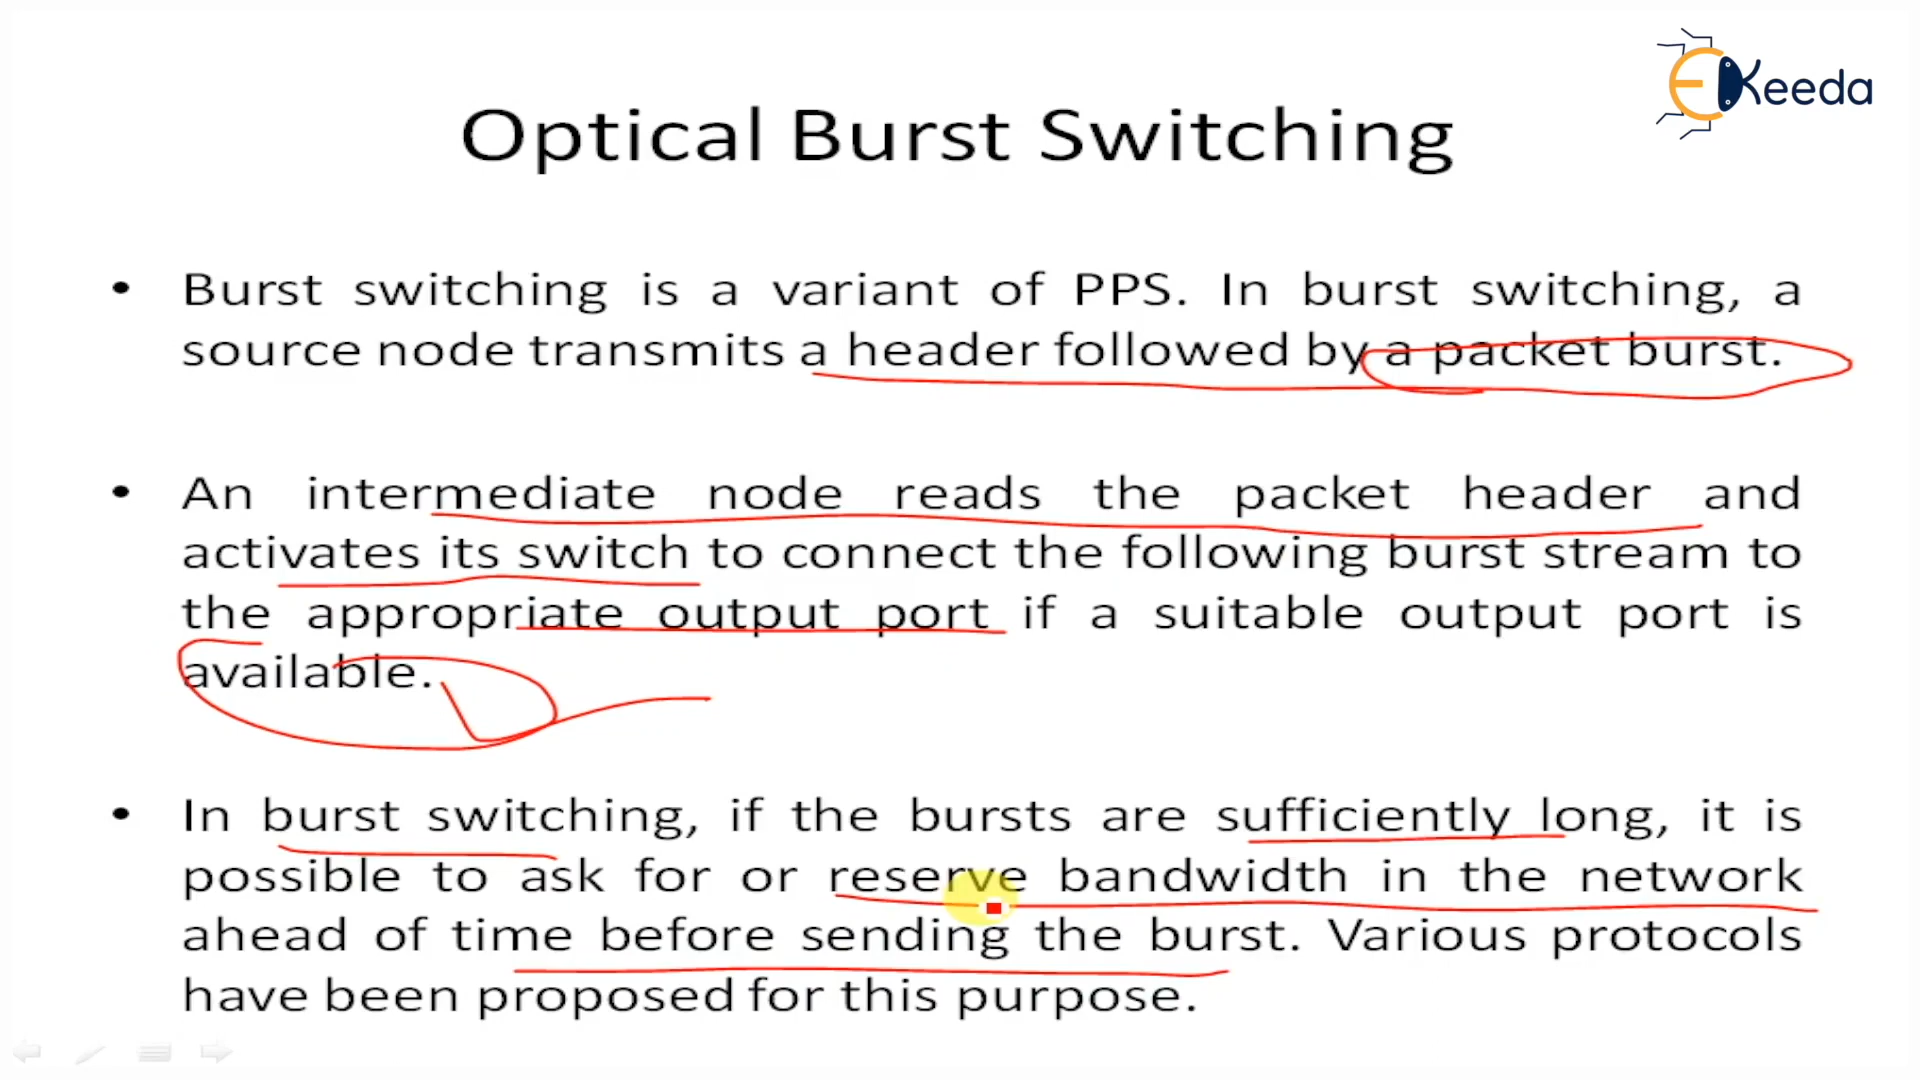 EKeeda
Optical Burst Switching
• Burst switching is a variant of PPS. In burst switching, a
source node transmits a header followed by a packet burst.
• An intermediate node reads the packet header and
activates its switch to connect the following burst stream to
the appropriate output port if a suitable output port is
available.
• In burst switching, if the bursts are sufficiently long, it is
possible to ask for or reserve bandwidth in the network
ahead of time before sending the burst. Various protocols
have been proposed for this purpose.